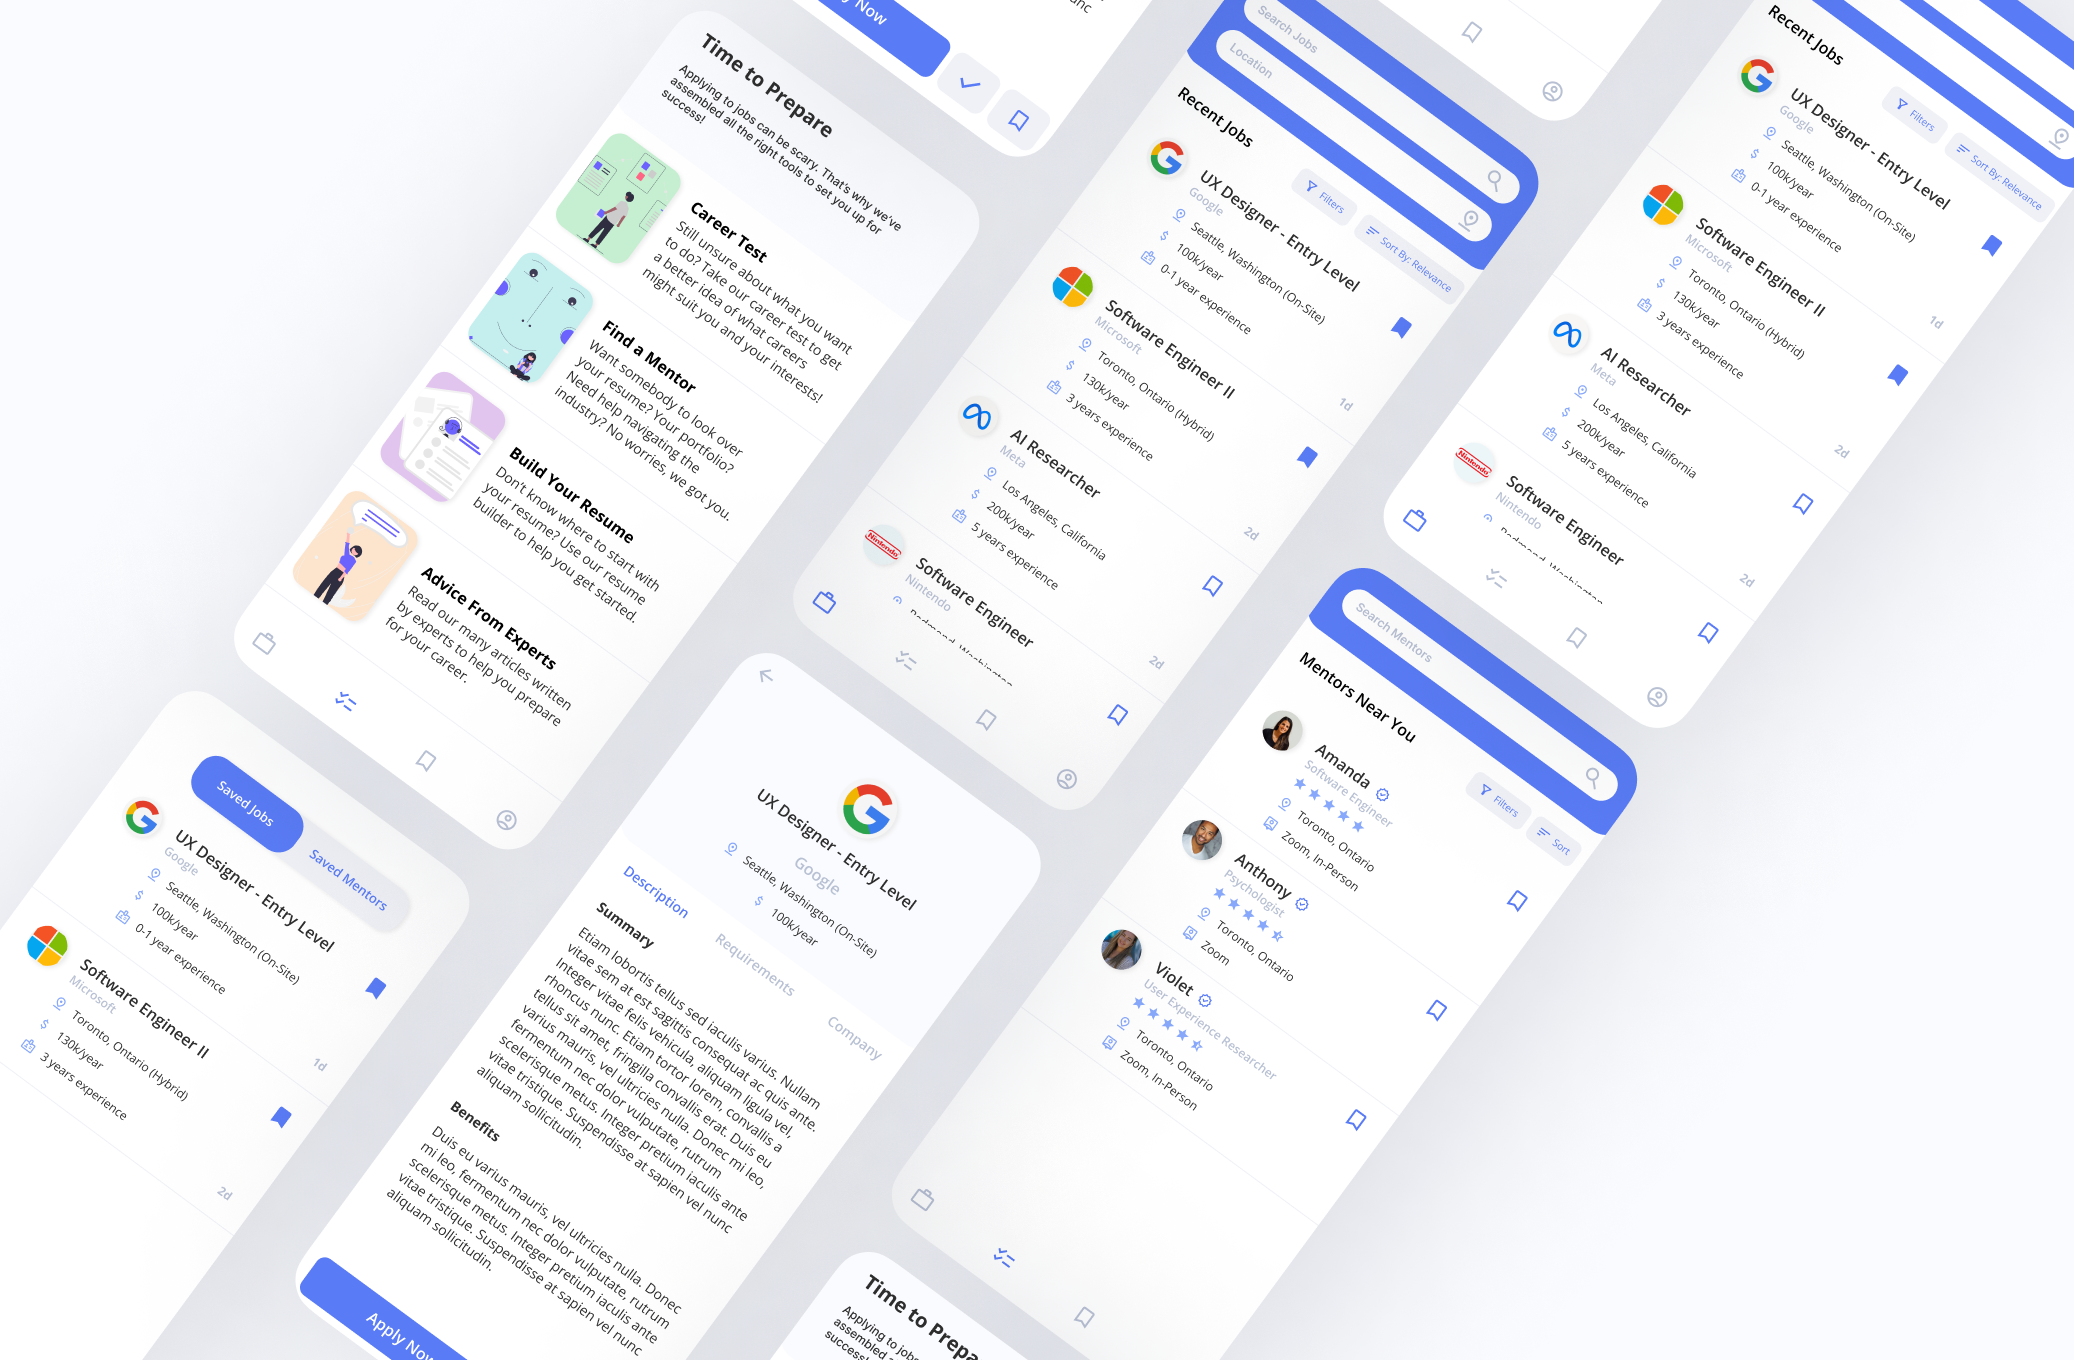 Time to Prepare
Applying to jobs can be scary. That's why we've
assembled all the right tools to set you up for
success!
Career Test
Still unsure about what you want
to do? Take our career test to get
a better idea of what careers
might suit you and your interests!
Find a Mentor
Want somebody to look over
your resume? Your portfolio?
Need help navigating the
industry? No worries, we got you.
Build Your Resume
Don't know where to start with
your resume? Use our resume
builder to help you get started.
Advice From Experts
Read our many articles written
by experts to help you prepare
for your career.
Now
nunc
Search Jobs
Location
Recent Jobs
Filters
Sort By: Relevance
UX Designer - Entry Level
Google
Seattle, Washington (On-Site)
100k/year
0-1 year experience
1d
Software Engineer II
Microsoft
Toronto, Ontario (Hybrid)
130k/year
3 years experience
2d
AI Researcher
Meta
Los Angeles, California
200k/year
5 years experience
2d
Nintendo
Software Engineer
Nintendo
Recent Jobs
Filters
Sort By: Relevance
UX Designer - Entry Level
Google
Seattle, Washington (On-Site)
100k/year
0-1 year experience
1d
Software Engineer II
Microsoft
Toronto, Ontario (Hybrid)
130k/year
3 years experience
2d
AI Researcher
Meta
Los Angeles, California
200k/year
5 years experience
2d
Nintendo
Software Engineer
Nintendo
Saved Jobs
Saved Mentors
UX Designer - Entry Level
Google
Seattle, Washington (On-Site)
100k/year
0-1 year experience
1d
Software Engineer II
Microsoft
Toronto, Ontario (Hybrid)
130k/year
3 years experience
2d
UX Designer - Entry Level
Google
Seattle, Washington (On-Site)
100k/year
Description
Requirements
Company
Summary
Etiam lobortis tellus sed iaculis varius. Nullam
vitae sem at est sagittis consequat ac quis ante.
Integer vitae felis vehicula, aliquam ligula vel,
rhoncus nunc. Etiam tortor lorem, convallis a
tellus sit amet, fringilla convallis erat. Duis eu
varius mauris, vel ultricies nulla. Donec mi leo,
fermentum nec dolor vulputate, rutrum
scelerisque metus. Integer pretium iaculis ante
vitae tristique. Suspendisse at sapien vel nunc
aliquam sollicitudin.
Benefits
Duis eu varius mauris, vel ultricies nulla. Donec
mi leo, fermentum nec dolor vulputate, rutrum
scelerisque metus. Integer pretium iaculis ante
vitae tristique. Suspendisse at sapien vel nunc
aliquam sollicitudin.
Apply Now
Search Mentors
Mentors Near You
Filters
Sort
Amanda
Software Engineer
Toronto, Ontario
Zoom, In-Person
Anthony
Psychologist
Toronto, Ontario
Zoom
Violet
User Experience Researcher
Toronto, Ontario
Zoom, In-Person
Time to Prepa
Applying to jobs
assembled a
success!